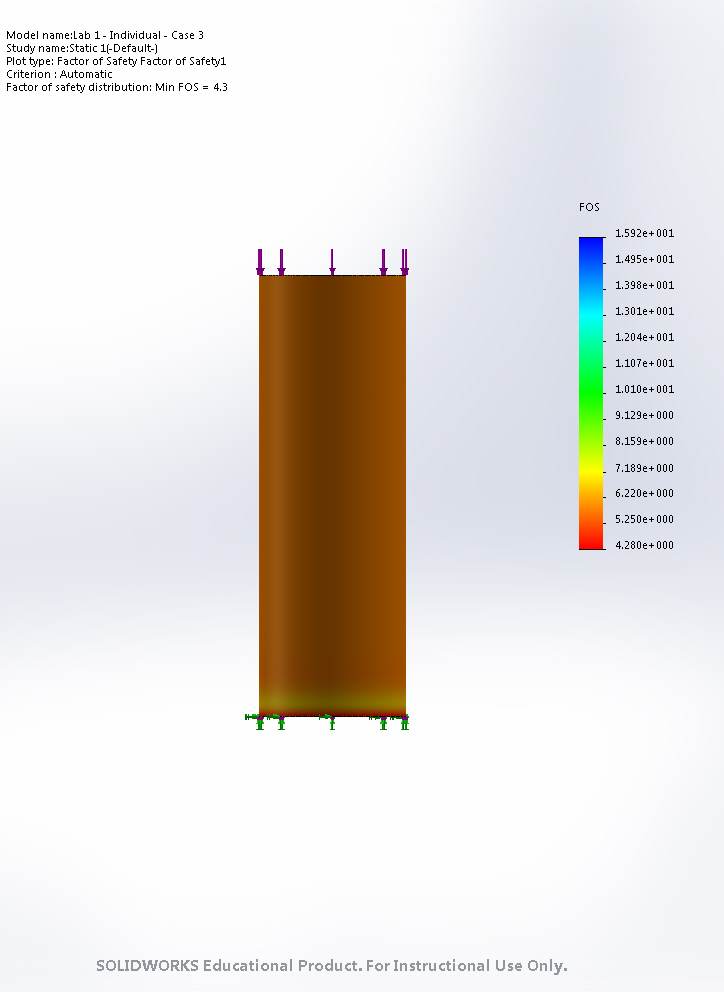 Model name:Lab 1 - Individual - Case 3
Study name:Static 1(-Default-)
Plot type: Factor of Safety Factor of Safety1
Criterion : Automatic
Factor of safety distribution: Min FOS = 4.3
FOS
1.592e+001
1.495e+001
1.398e+001
1.301e+001
1.204e+001
1.107e+001
1.010e+001
9.129e+000
8.159e+000
7.189e+000
6.220e+000
5.250e+000
4.280e+000
SOLIDWORKS Educational Product. For Instructional Use Only.